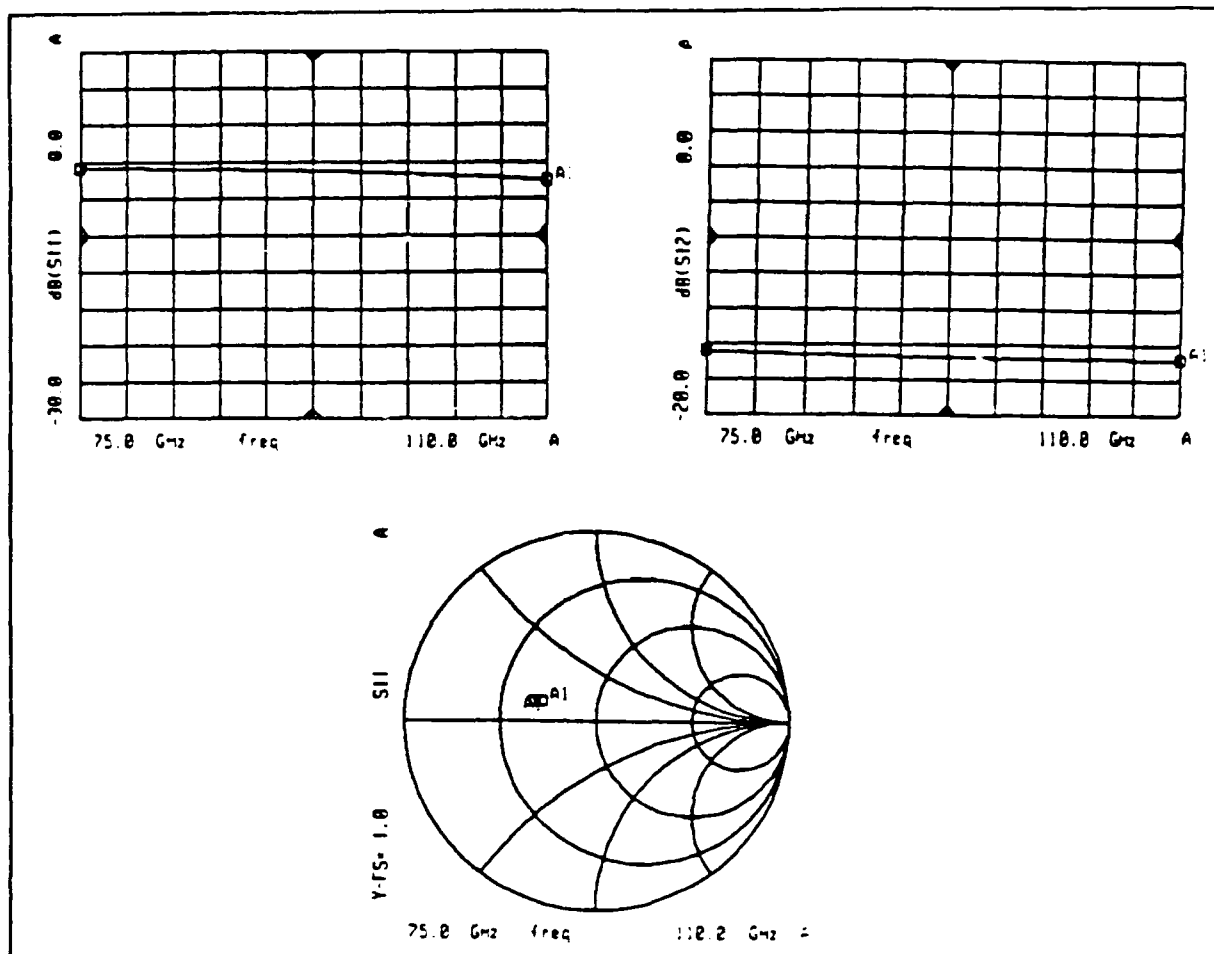 A
0.0
dB(S11)
-30.0
A1
75.0 GHz freq 110.0 GHz A
0.0
dB(S12)
-20.0
A1
75.0 GHz freq 110.0 GHz A
A
S11
Y-FS= 1.0
A1
75.0 GHz freq 110.0 GHz